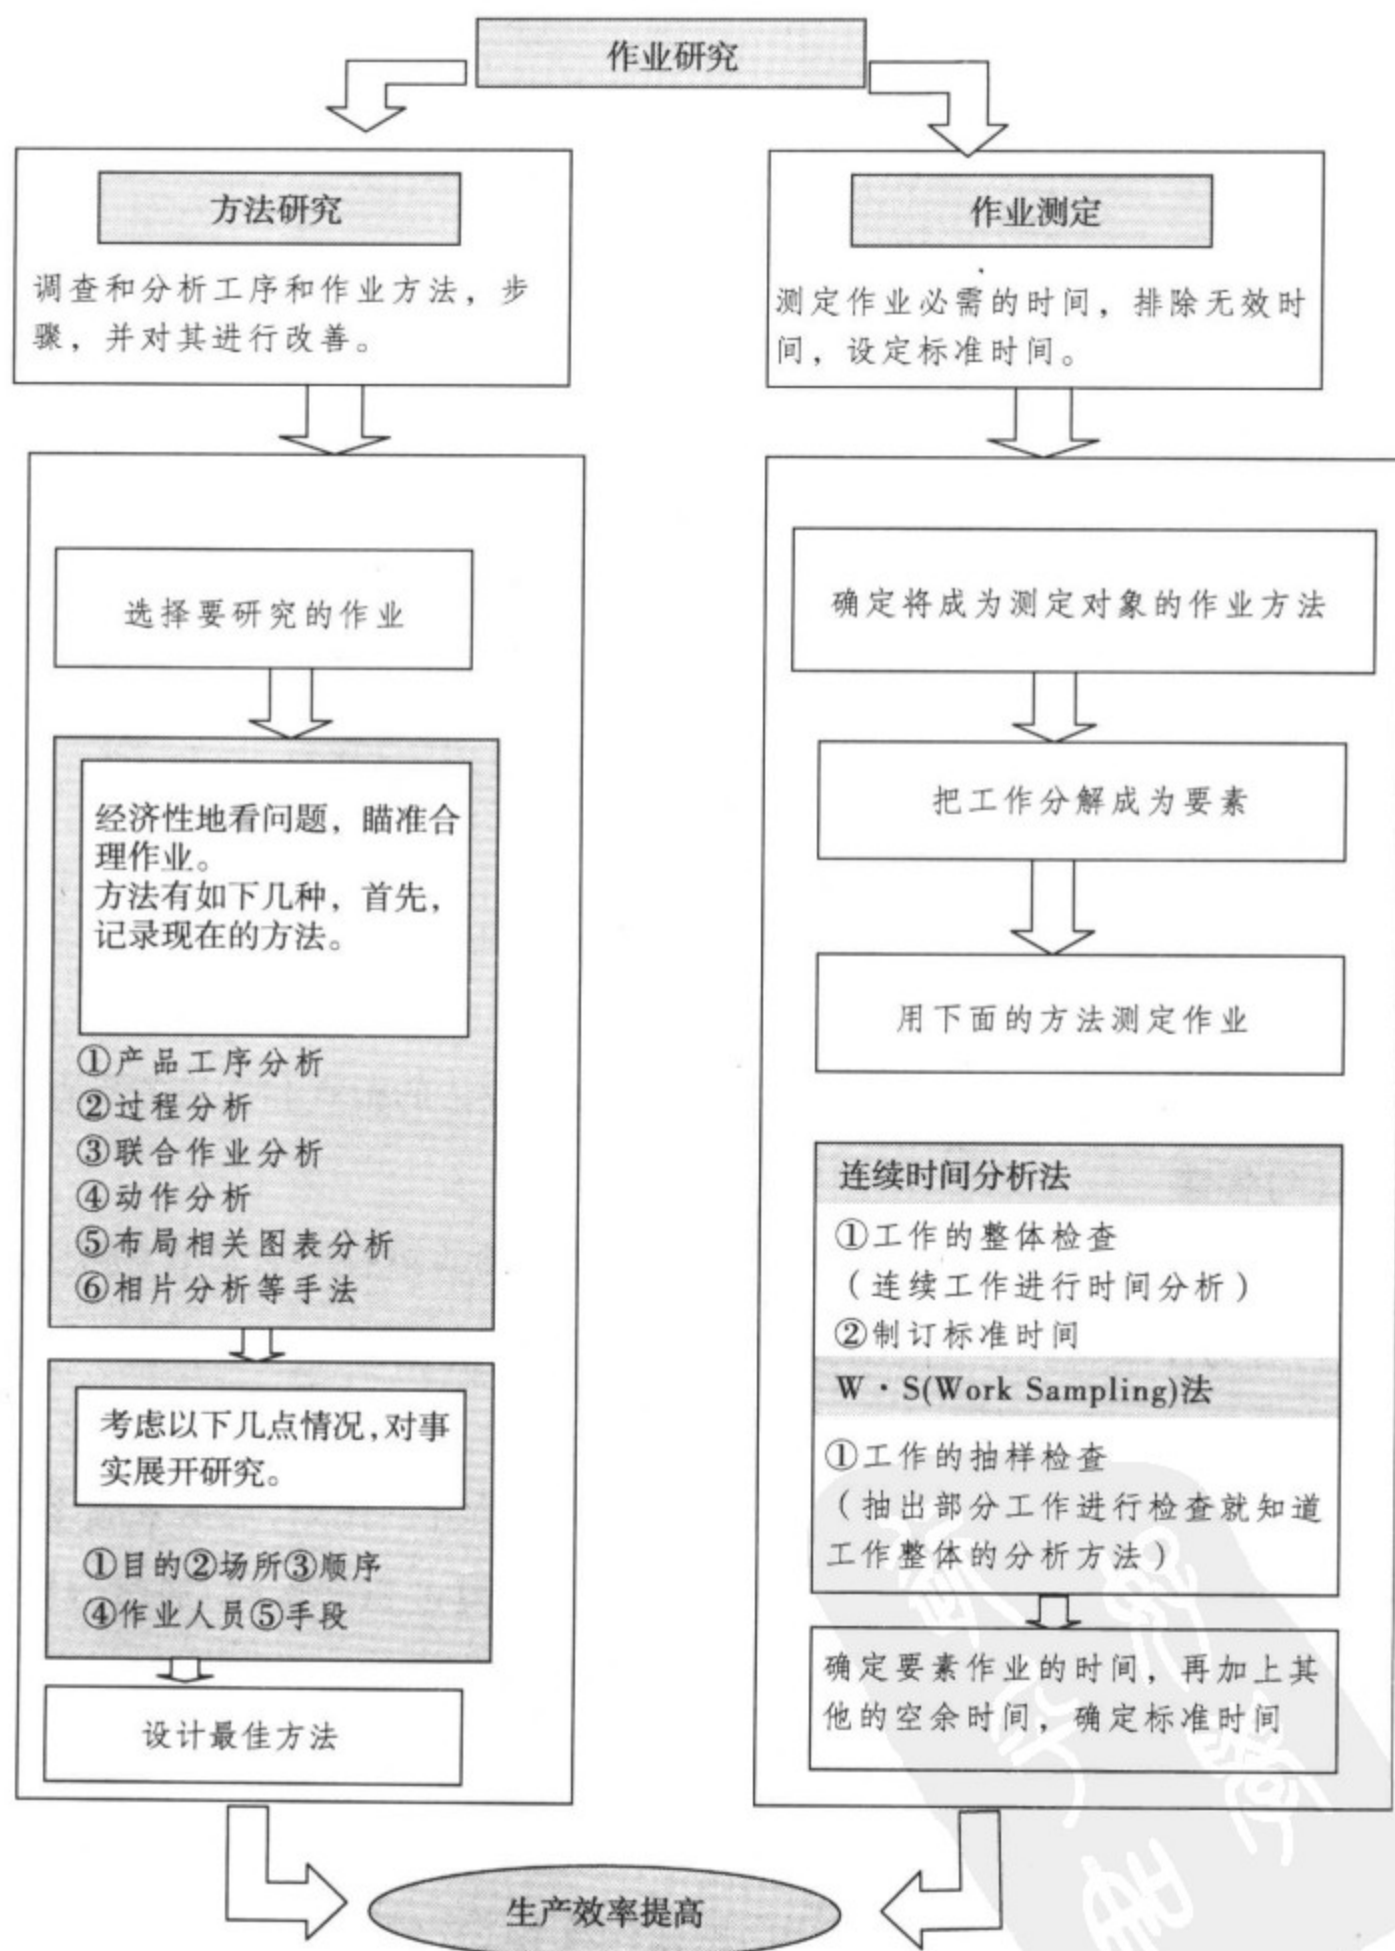 作业研究
方法研究
调查和分析工序和作业方法，步
骤，并对其进行改善。
选择要研究的作业
经济性地看问题，瞄准合
理作业。
方法有如下几种，首先，
记录现在的方法。
①产品工序分析
②过程分析
③联合作业分析
④动作分析
⑤布局相关图表分析
⑥相片分析等手法
考虑以下几点情况,对事
实展开研究。
①目的②场所③顺序
④作业人员⑤手段
设计最佳方法
作业测定
测定作业必需的时间，排除无效时
间，设定标准时间。
确定将成为测定对象的作业方法
把工作分解成为要素
用下面的方法测定作业
连续时间分析法
①工作的整体检查
（连续工作进行时间分析）
②制订标准时间
W·S(Work Sampling)法
①工作的抽样检查
（抽出部分工作进行检查就知道
工作整体的分析方法）
确定要素作业的时间，再加上其
他的空余时间，确定标准时间
生产效率提高